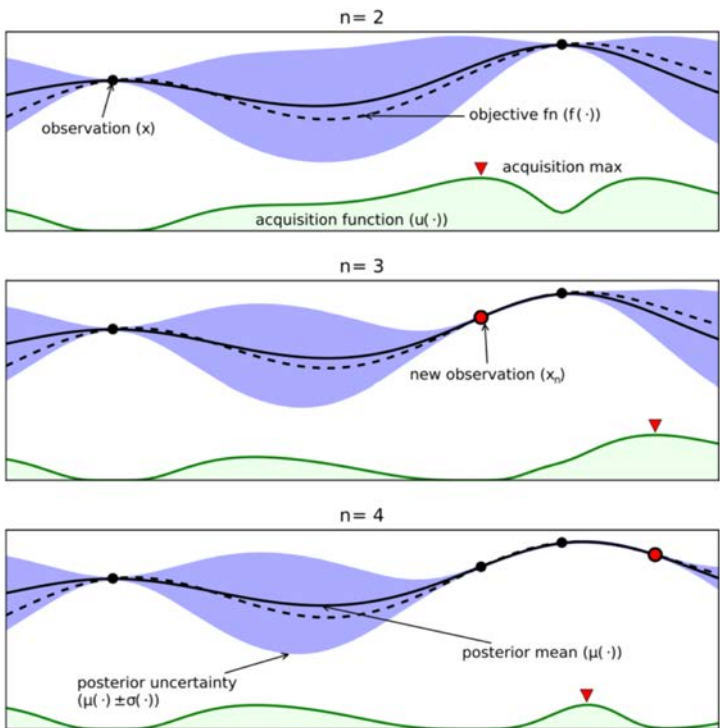 n= 2
observation (x)
objective fn (f(·))
acquisition max
acquisition function (u(·))
n= 3
new observation (xₙ)
n= 4
posterior mean (μ(·))
posterior uncertainty
(μ(·)±σ(·))